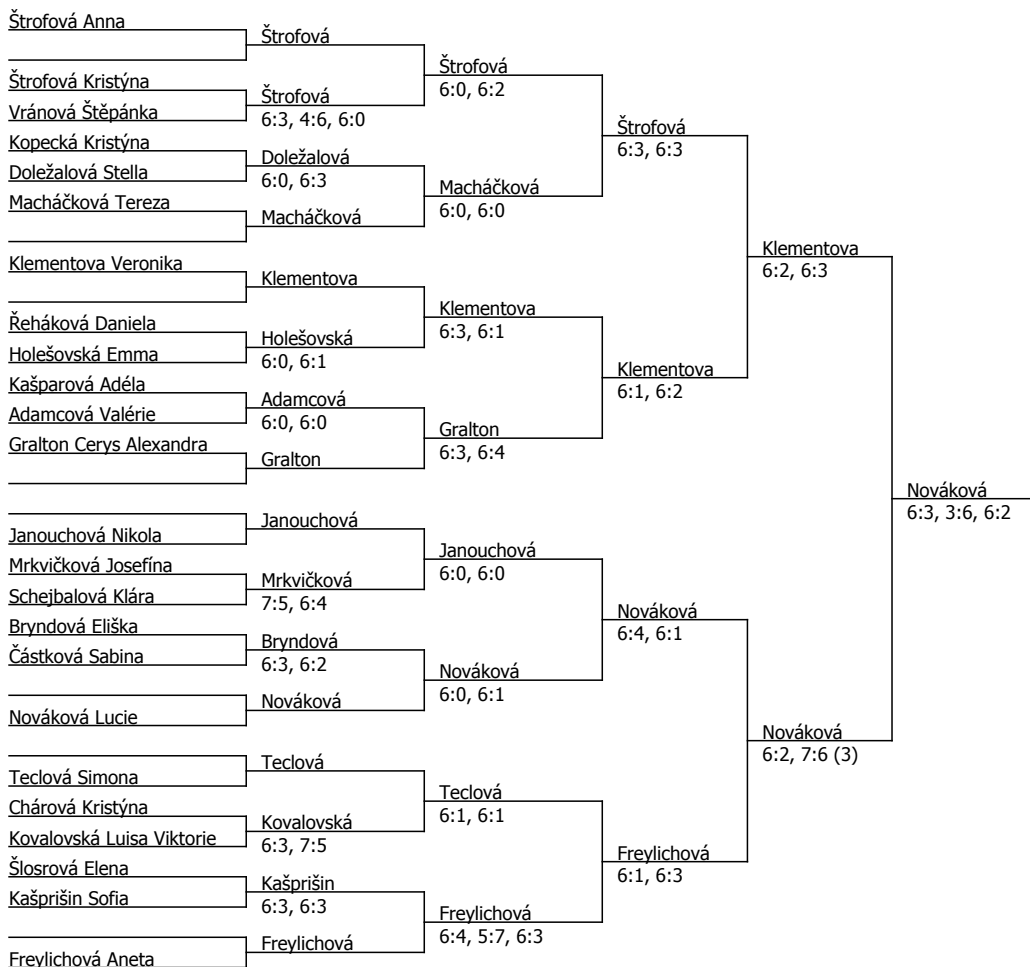 Štrofová Anna
Štrofová Kristýna
Vránová Štěpánka
Kopecká Kristýna
Doležalová Stella
Macháčková Tereza
Klementova Veronika
Řeháková Daniela
Holešovská Emma
Kašparová Adéla
Adamcová Valérie
Gralton Cerys Alexandra
Janouchová Nikola
Mrkvičková Josefína
Schejbalová Klára
Bryndová Eliška
Částková Sabina
Nováková Lucie
Teclová Simona
Chárová Kristýna
Kovalovská Luisa Viktorie
Šlosrová Elena
Kašprišin Sofia
Freylichová Aneta
Štrofová
Štrofová
6:3, 4:6, 6:0
Doležalová
6:0, 6:3
Macháčková
Klementova
Holešovská
6:0, 6:1
Adamcová
6:0, 6:0
Gralton
Janouchová
Mrkvičková
7:5, 6:4
Bryndová
6:3, 6:2
Nováková
Teclová
Kovalovská
6:3, 7:5
Kašprišin
6:3, 6:3
Freylichová
Štrofová
6:0, 6:2
Macháčková
6:0, 6:0
Klementova
6:3, 6:1
Gralton
6:3, 6:4
Janouchová
6:0, 6:0
Nováková
6:0, 6:1
Teclová
6:1, 6:1
Freylichová
6:4, 5:7, 6:3
Štrofová
6:3, 6:3
Klementova
6:1, 6:2
Nováková
6:4, 6:1
Freylichová
6:1, 6:3
Klementova
6:2, 6:3
Nováková
6:2, 7:6 (3)
Nováková
6:3, 3:6, 6:2